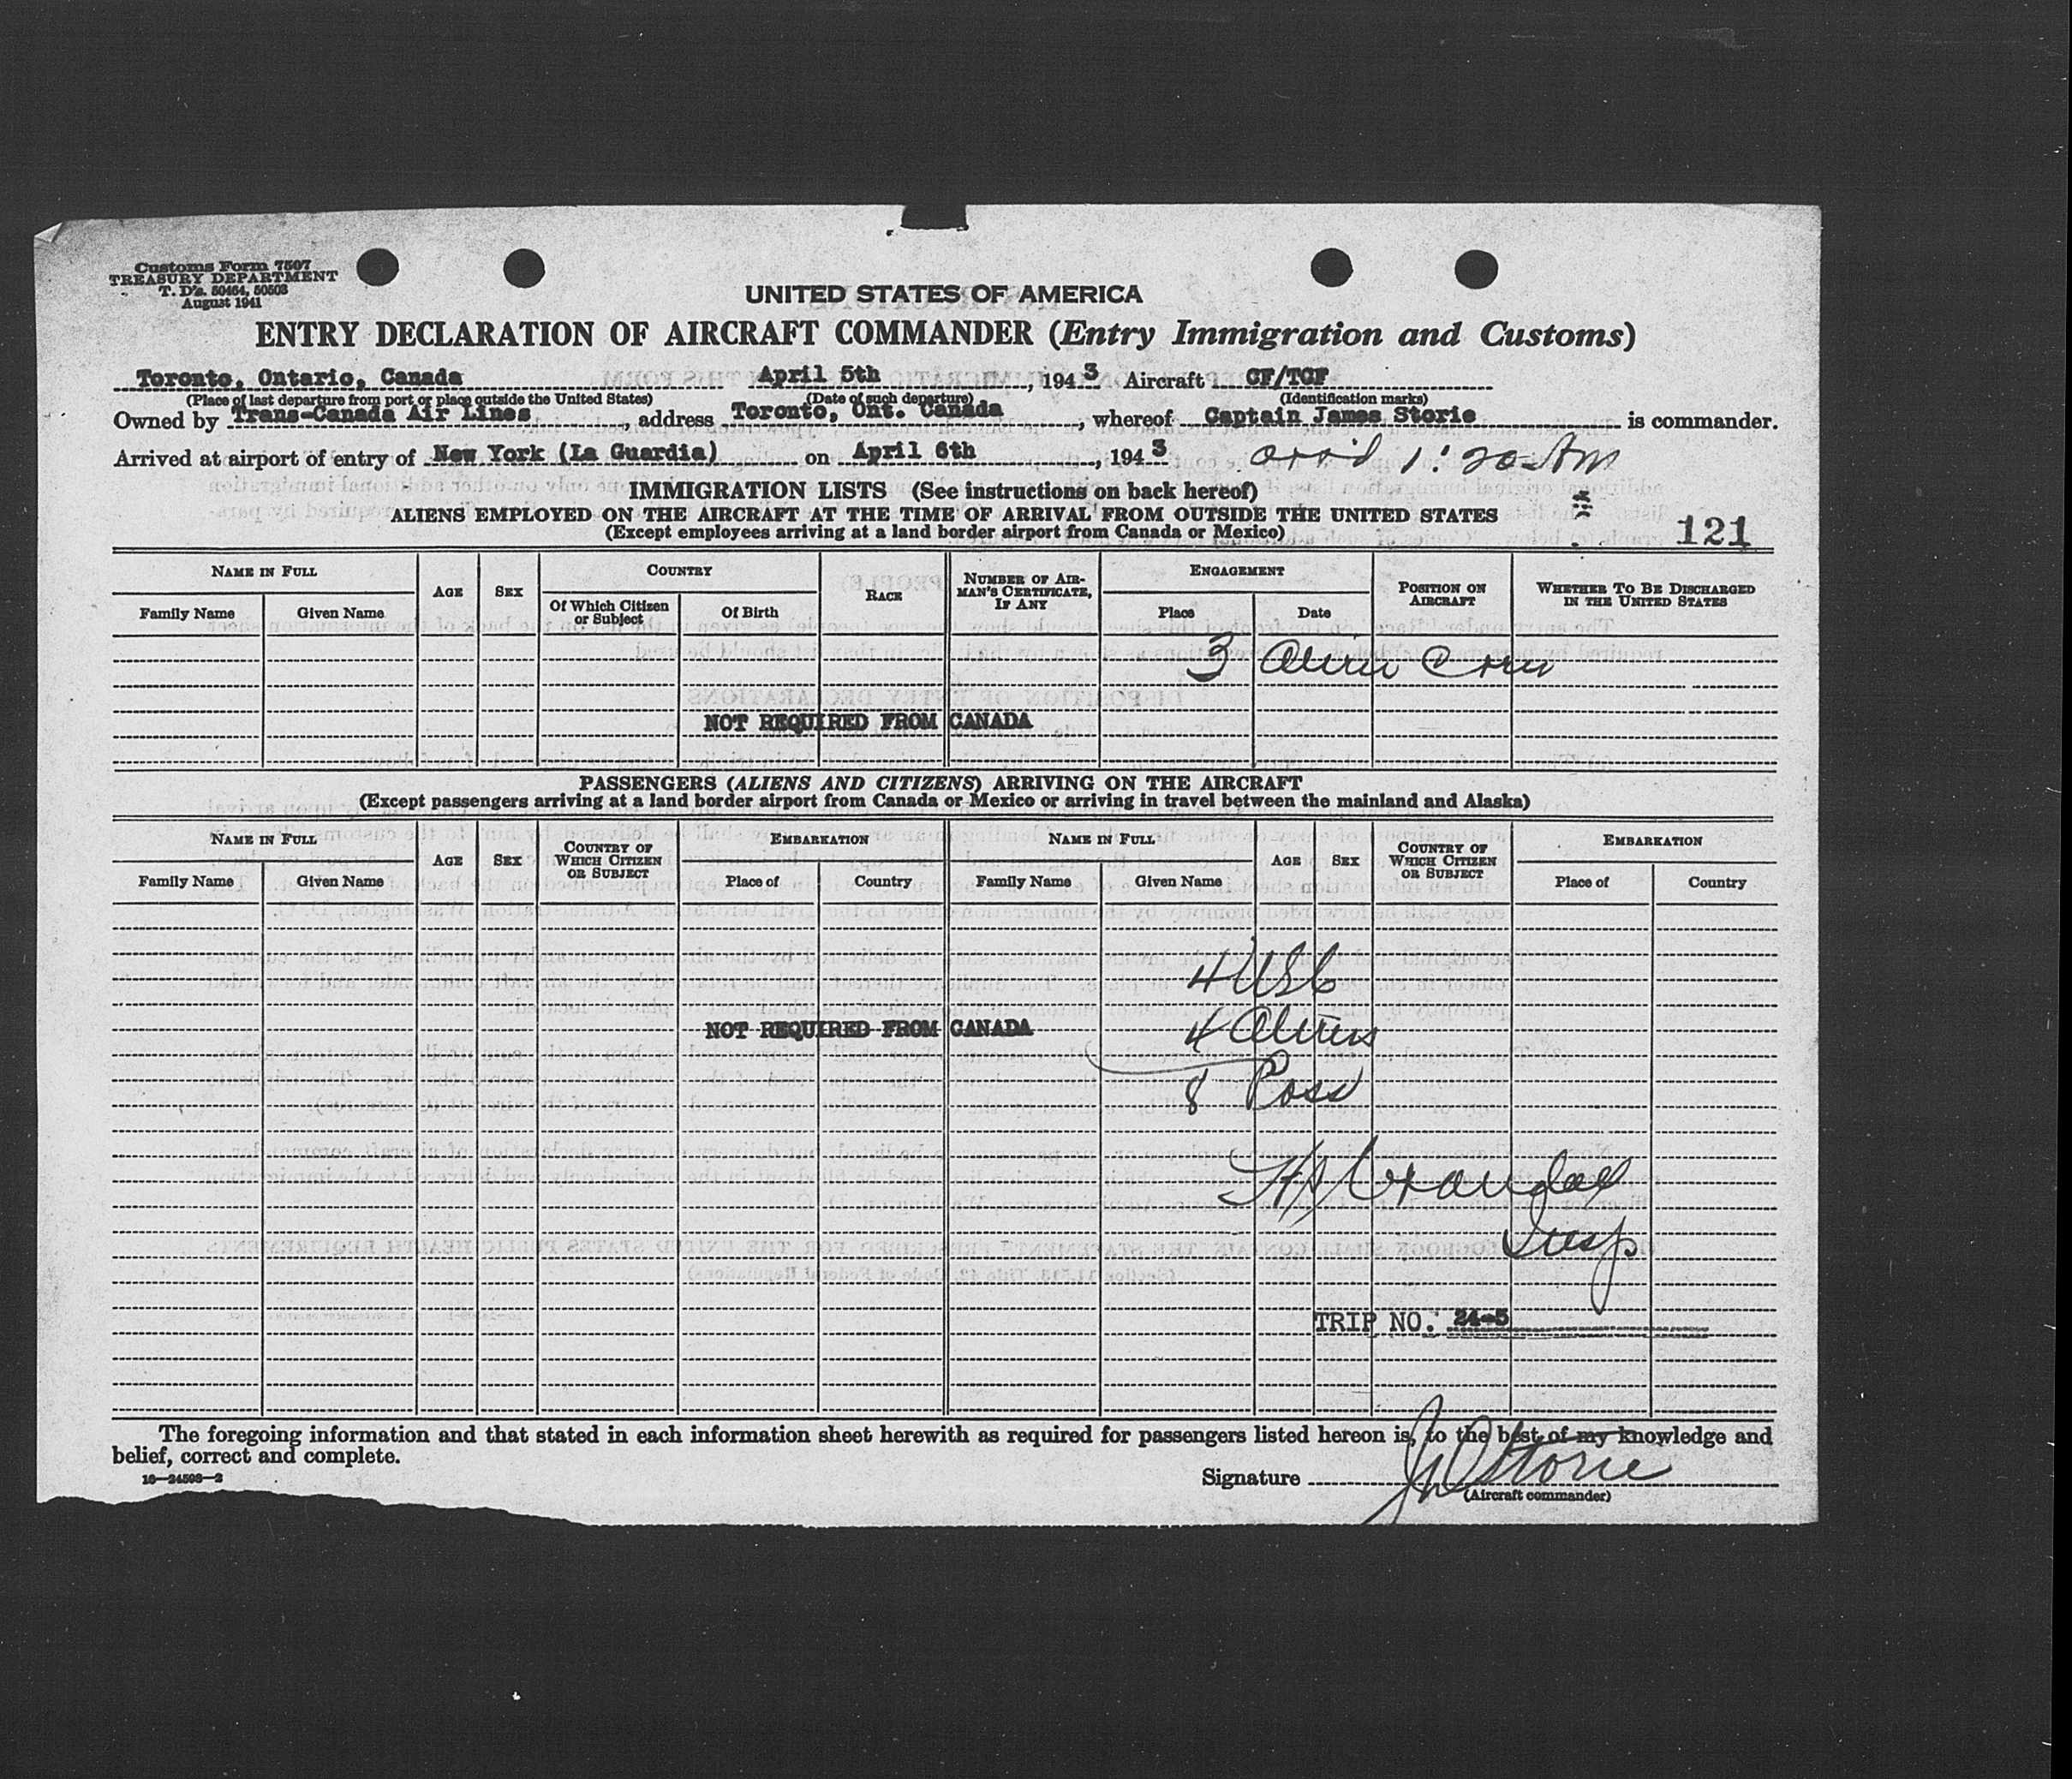 Customs Form 7507
TREASURY DEPARTMENT
T. D's. 50464, 50503
August 1941
UNITED STATES OF AMERICA
ENTRY DECLARATION OF AIRCRAFT COMMANDER (Entry Immigration and Customs)
Toronto, Ontario, Canada April 5th, 1943 Aircraft CF/TCF
(Place of last departure from port or place outside the United States) (Date of such departure) (Identification marks)
Owned by Trans-Canada Air Lines, address Toronto, Ont. Canada, whereof Captain James Storie is commander.
Arrived at airport of entry of New York (La Guardia) on April 6th, 1943 arr'd 1:20 AM
IMMIGRATION LISTS (See instructions on back hereof)
ALIENS EMPLOYED ON THE AIRCRAFT AT THE TIME OF ARRIVAL FROM OUTSIDE THE UNITED STATES
(Except employees arriving at a land border airport from Canada or Mexico)
121
NAME IN FULL AGE SEX COUNTRY RACE NUMBER OF AIRMAN'S CERTIFICATE, IF ANY ENGAGEMENT POSITION ON AIRCRAFT WHETHER TO BE DISCHARGED IN THE UNITED STATES
Family Name Given Name Of Which Citizen or Subject Of Birth Place Date
3 Alien Crew
NOT REQUIRED FROM CANADA
PASSENGERS (ALIENS AND CITIZENS) ARRIVING ON THE AIRCRAFT
(Except passengers arriving at a land border airport from Canada or Mexico or arriving in travel between the mainland and Alaska)
NAME IN FULL AGE SEX COUNTRY OF WHICH CITIZEN OR SUBJECT EMBARKATION NAME IN FULL AGE SEX COUNTRY OF WHICH CITIZEN OR SUBJECT EMBARKATION
Family Name Given Name Place of Country Family Name Given Name Place of Country
4 USC
NOT REQUIRED FROM CANADA 4 Aliens
8 Pass
Crandall
Insp
TRIP NO. 24-5
The foregoing information and that stated in each information sheet herewith as required for passengers listed hereon is, to the best of my knowledge and
belief, correct and complete.
16—24598-2
Signature J W Storie
(Aircraft commander)